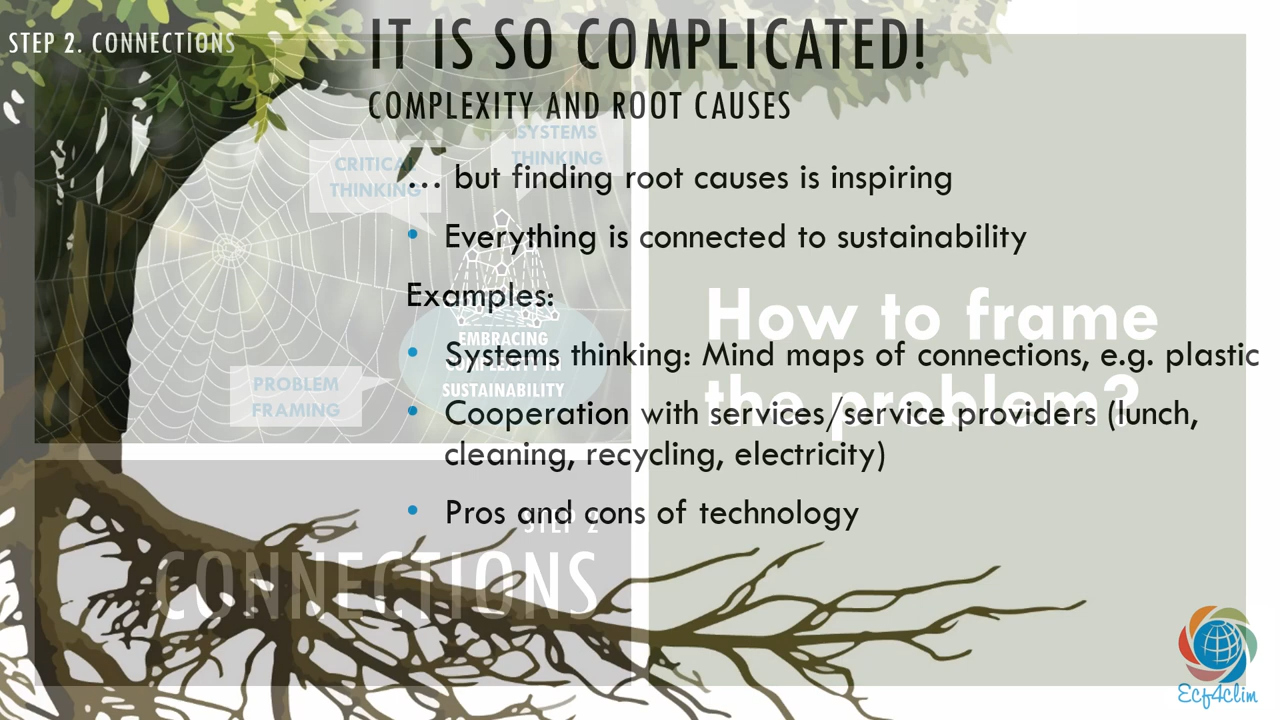 STEP 2. CONNECTIONS
IT IS SO COMPLICATED!
COMPLEXITY AND ROOT CAUSES
SYSTEMS
THINKING
CRITICAL
THINKING
… but finding root causes is inspiring
• Everything is connected to sustainability
Examples:
How to frame
the problem?
EMBRACING
COMPLEXITY IN
SUSTAINABILITY
PROBLEM
FRAMING
• Systems thinking: Mind maps of connections, e.g. plastic
• Cooperation with services/service providers (lunch,
cleaning, recycling, electricity)
• Pros and cons of technology
STEP 2
CONNECTIONS
Ecf4clim